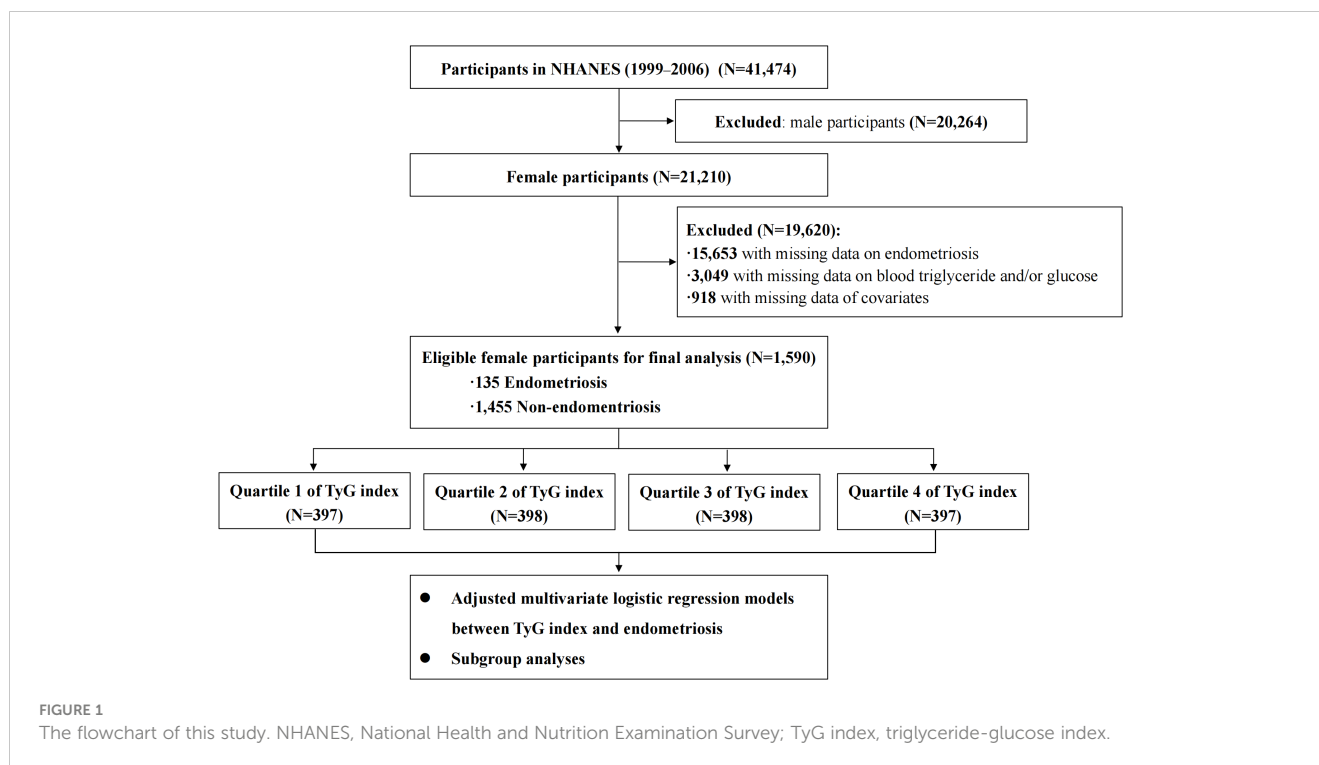 Participants in NHANES (1999–2006) (N=41,474)
Excluded: male participants (N=20,264)
Female participants (N=21,210)
Excluded (N=19,620):
·15,653 with missing data on endometriosis
·3,049 with missing data on blood triglyceride and/or glucose
·918 with missing data of covariates
Eligible female participants for final analysis (N=1,590)
·135 Endometriosis
·1,455 Non-endomentriosis
Quartile 1 of TyG index
(N=397)
Quartile 2 of TyG index
(N=398)
Quartile 3 of TyG index
(N=398)
Quartile 4 of TyG index
(N=397)
● Adjusted multivariate logistic regression models
between TyG index and endometriosis
● Subgroup analyses
FIGURE 1
The flowchart of this study. NHANES, National Health and Nutrition Examination Survey; TyG index, triglyceride-glucose index.